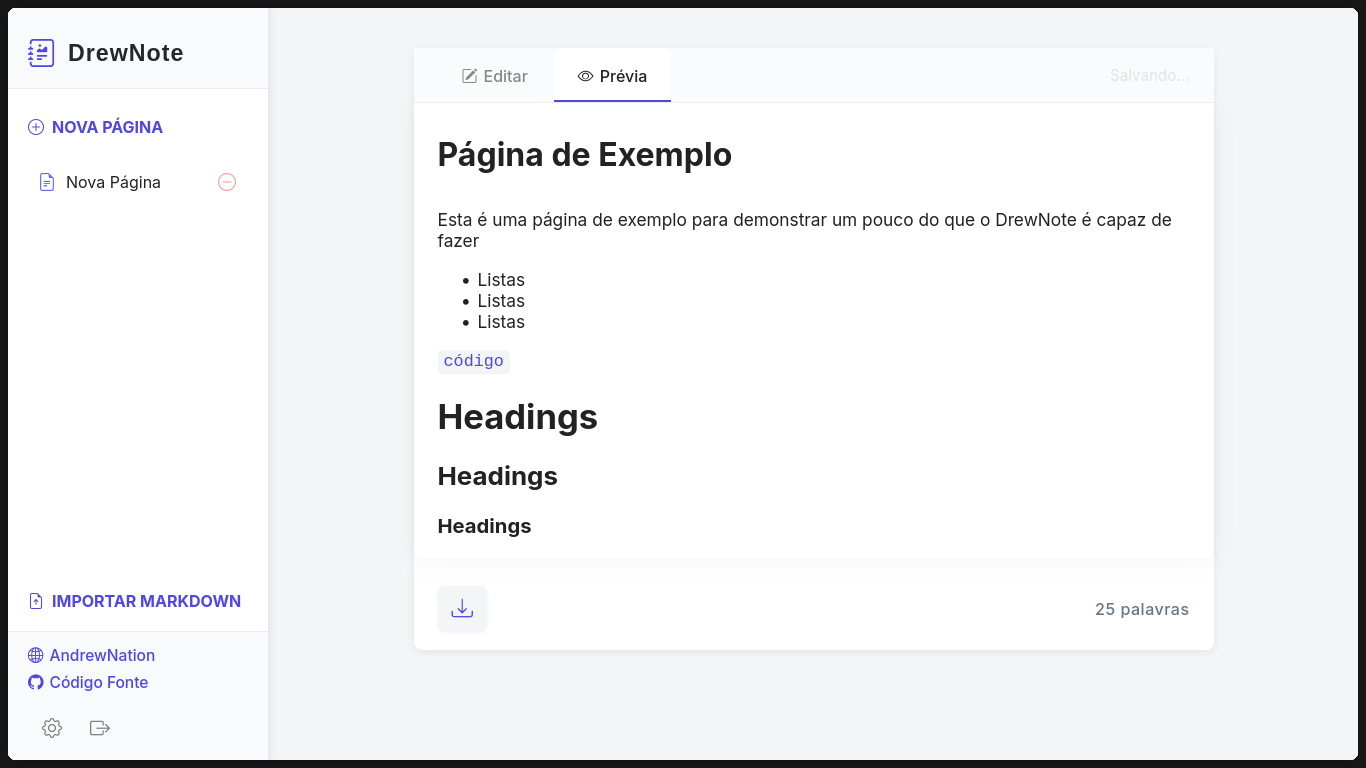 DrewNote
NOVA PÁGINA
Nova Página
IMPORTAR MARKDOWN
AndrewNation
Código Fonte
Editar
Prévia
Salvando...
Página de Exemplo
Esta é uma página de exemplo para demonstrar um pouco do que o DrewNote é capaz de
fazer
• Listas
• Listas
• Listas
código
Headings
Headings
Headings
25 palavras